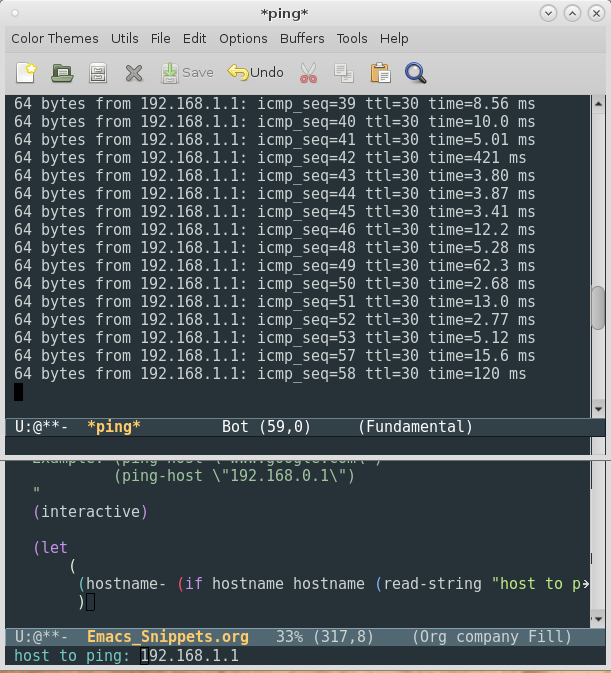 *ping*
Color Themes Utils File Edit Options Buffers Tools Help
Save Undo
64 bytes from 192.168.1.1: icmp_seq=39 ttl=30 time=8.56 ms
64 bytes from 192.168.1.1: icmp_seq=40 ttl=30 time=10.0 ms
64 bytes from 192.168.1.1: icmp_seq=41 ttl=30 time=5.01 ms
64 bytes from 192.168.1.1: icmp_seq=42 ttl=30 time=421 ms
64 bytes from 192.168.1.1: icmp_seq=43 ttl=30 time=3.80 ms
64 bytes from 192.168.1.1: icmp_seq=44 ttl=30 time=3.87 ms
64 bytes from 192.168.1.1: icmp_seq=45 ttl=30 time=3.41 ms
64 bytes from 192.168.1.1: icmp_seq=46 ttl=30 time=12.2 ms
64 bytes from 192.168.1.1: icmp_seq=48 ttl=30 time=5.28 ms
64 bytes from 192.168.1.1: icmp_seq=49 ttl=30 time=62.3 ms
64 bytes from 192.168.1.1: icmp_seq=50 ttl=30 time=2.68 ms
64 bytes from 192.168.1.1: icmp_seq=51 ttl=30 time=13.0 ms
64 bytes from 192.168.1.1: icmp_seq=52 ttl=30 time=2.77 ms
64 bytes from 192.168.1.1: icmp_seq=53 ttl=30 time=5.12 ms
64 bytes from 192.168.1.1: icmp_seq=57 ttl=30 time=15.6 ms
64 bytes from 192.168.1.1: icmp_seq=58 ttl=30 time=120 ms
U:@**- *ping* Bot (59,0) (Fundamental)
Example: (ping-host \"www.google.com\")
(ping-host \"192.168.0.1\")
"
(interactive)
(let
(
(hostname- (if hostname hostname (read-string "host to p
)
U:@**- Emacs_Snippets.org 33% (317,8) (Org company Fill)
host to ping: 192.168.1.1